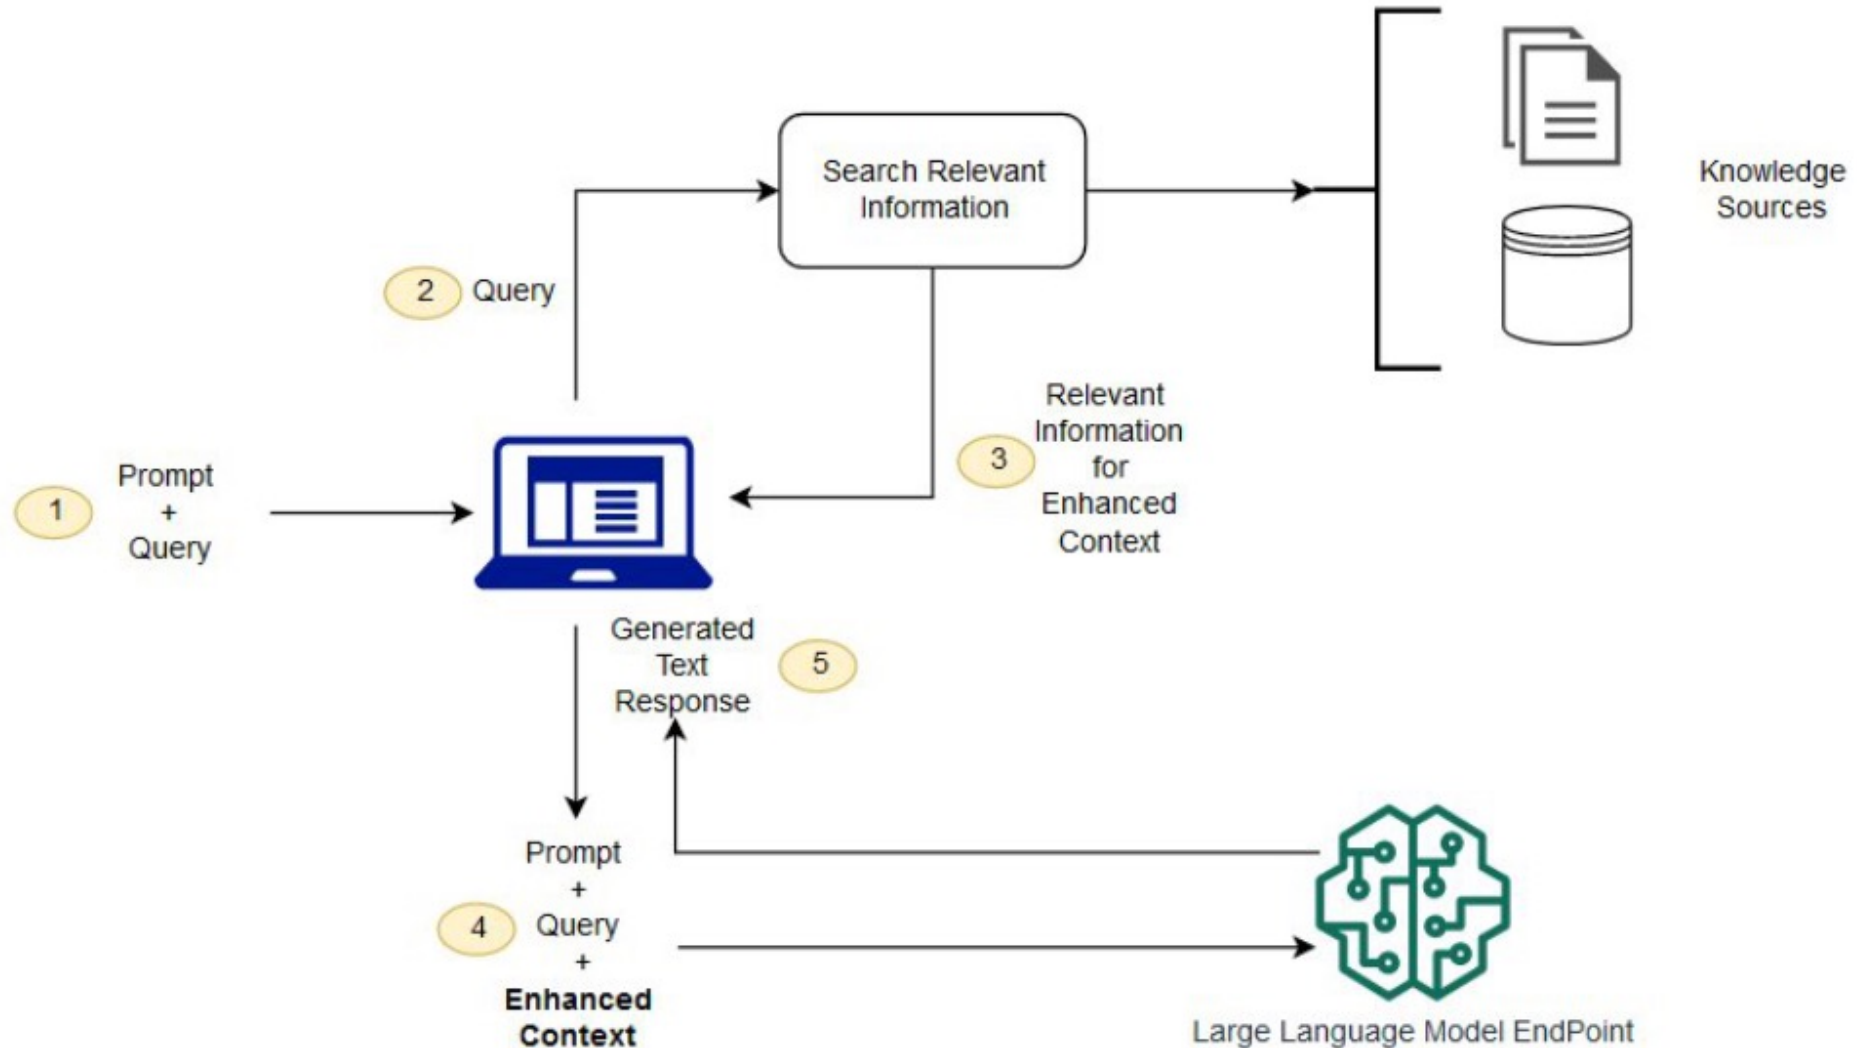 Search Relevant
Information
Knowledge
Sources
2
Query
Relevant
Information
for
Enhanced
Context
3
1
Prompt
+
Query
Generated
Text
Response
5
Prompt
+
4
Query
+
Enhanced
Context
Large Language Model EndPoint